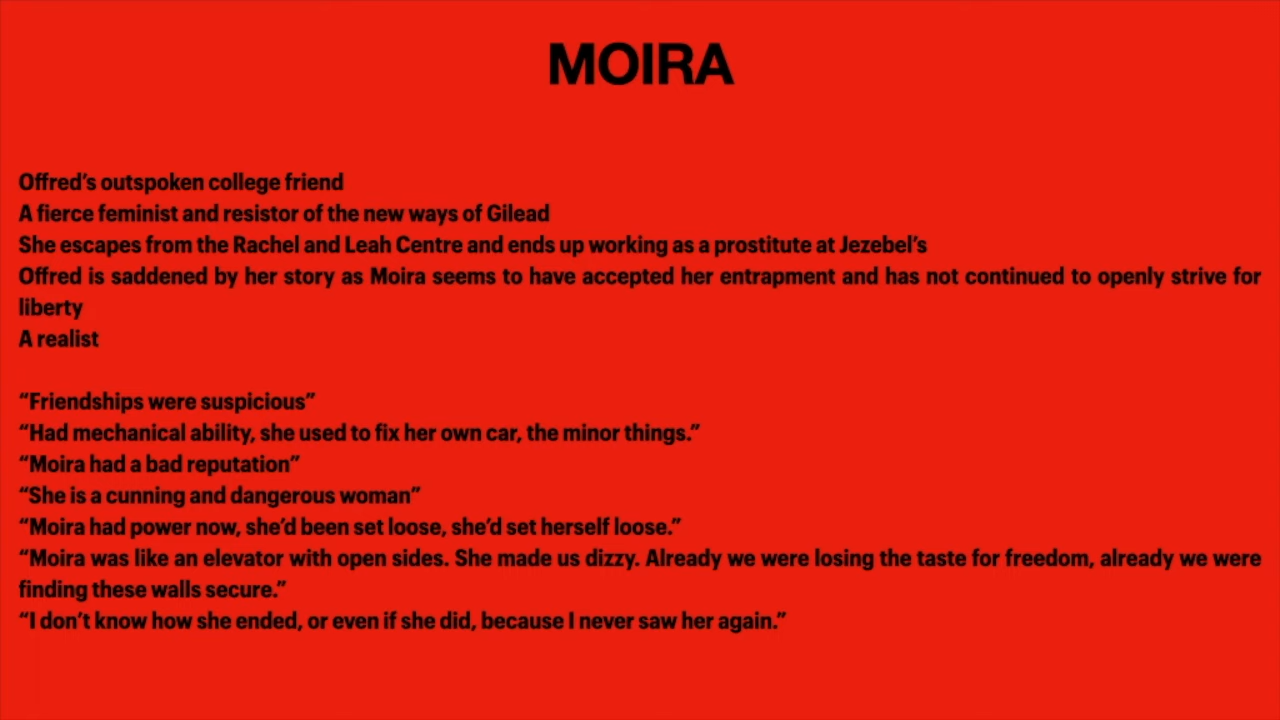 MOIRA
Offred’s outspoken college friend
A fierce feminist and resistor of the new ways of Gilead
She escapes from the Rachel and Leah Centre and ends up working as a prostitute at Jezebel’s
Offred is saddened by her story as Moira seems to have accepted her entrapment and has not continued to openly strive for
liberty
A realist
“Friendships were suspicious”
“Had mechanical ability, she used to fix her own car, the minor things.”
“Moira had a bad reputation”
“She is a cunning and dangerous woman”
“Moira had power now, she’d been set loose, she’d set herself loose.”
“Moira was like an elevator with open sides. She made us dizzy. Already we were losing the taste for freedom, already we were
finding these walls secure.”
“I don’t know how she ended, or even if she did, because I never saw her again.”